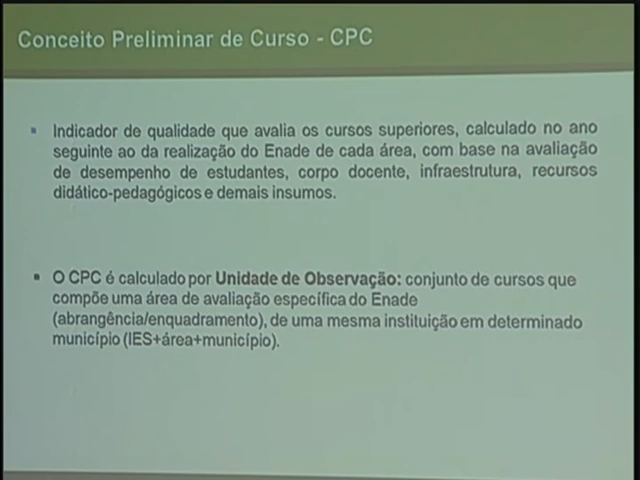 Conceito Preliminar de Curso - CPC
Indicador de qualidade que avalia os cursos superiores, calculado no ano
seguinte ao da realização do Enade de cada área, com base na avaliação
de desempenho de estudantes, corpo docente, infraestrutura, recursos
didático-pedagógicos e demais insumos.
O CPC é calculado por Unidade de Observação: conjunto de cursos que
compõe uma área de avaliação específica do Enade
(abrangência/enquadramento), de uma mesma instituição em determinado
município (IES+área+município).